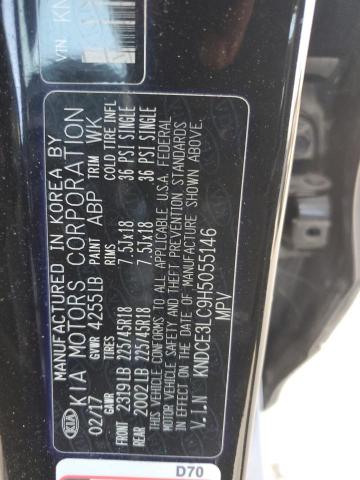 VIN KN
MANUFACTURED IN KOREA BY
KIA KIA MOTORS CORPORATION
02/17 GVWR 4255LB PAINT ABP TRIM WK
GAWR TIRES RIMS COLD TIRE INFL
FRONT 2319LB 225/45R18 7.5Jx18 36 PSI SINGLE
REAR 2002LB 225/45R18 7.5Jx18 36 PSI SINGLE
THIS VEHICLE CONFORMS TO ALL APPLICABLE U.S.A. FEDERAL
MOTOR VEHICLE SAFETY AND THEFT PREVENTION STANDARDS
IN EFFECT ON THE DATE OF MANUFACTURE SHOWN ABOVE.
V.I.N KNDCE3LC9H5055146
MPV
D70